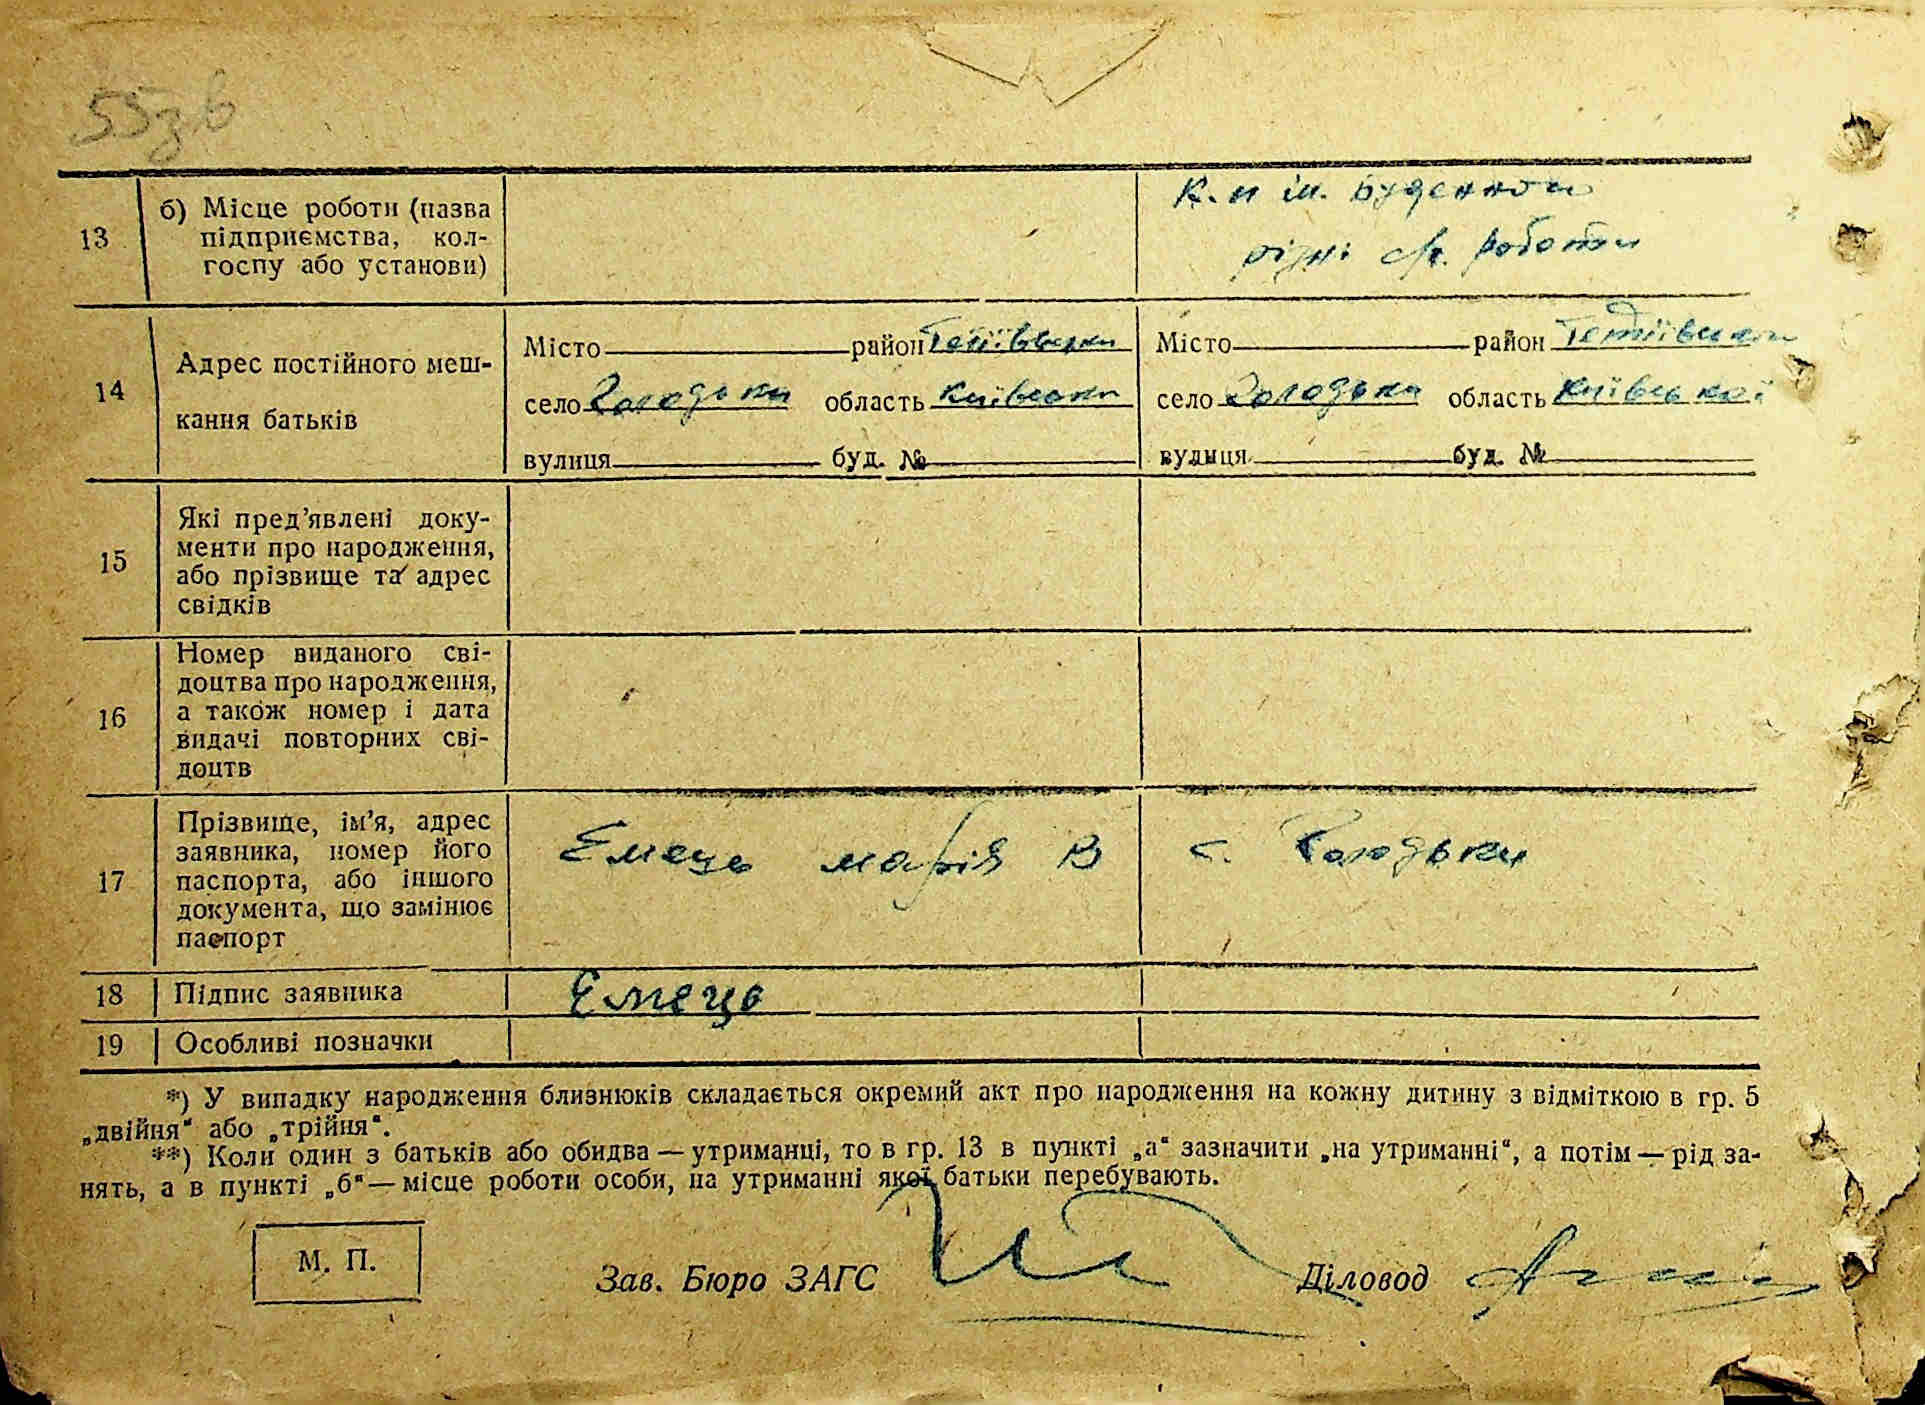 55зв
13
б) Місце роботи (назва
підприємства, кол-
госпу або установи)
К. п ім. Буденного
різні с/г. роботи
14
Адрес постійного меш-
кання батьків
Місто район Тетіївськи
село Голодьки область Київськи
вулиця буд. №
Місто район Тетіївський
село Голодьки область Київської
вулиця буд. №
15
Які пред’явлені доку-
менти про народження,
або прізвище та адрес
свідків
16
Номер виданого сві-
доцтва про народження,
а також номер і дата
видачі повторних сві-
доцтв
17
Прізвище, ім’я, адрес
заявника, номер його
паспорта, або іншого
документа, що замінює
паспорт
Емець марія В
с. Голодьки
18 Підпис заявника Емець
19 Особливі позначки
*) У випадку народження близнюків складається окремий акт про народження на кожну дитину з відміткою в гр. 5
„двійня“ або „трійня“.
**) Коли один з батьків або обидва — утриманці, то в гр. 13 в пункті „а“ зазначити „на утриманні“, а потім — рід за-
нять, а в пункті „б“ — місце роботи особи, на утриманні якої батьки перебувають.
М. П.
Зав. Бюро ЗАГС
Діловод